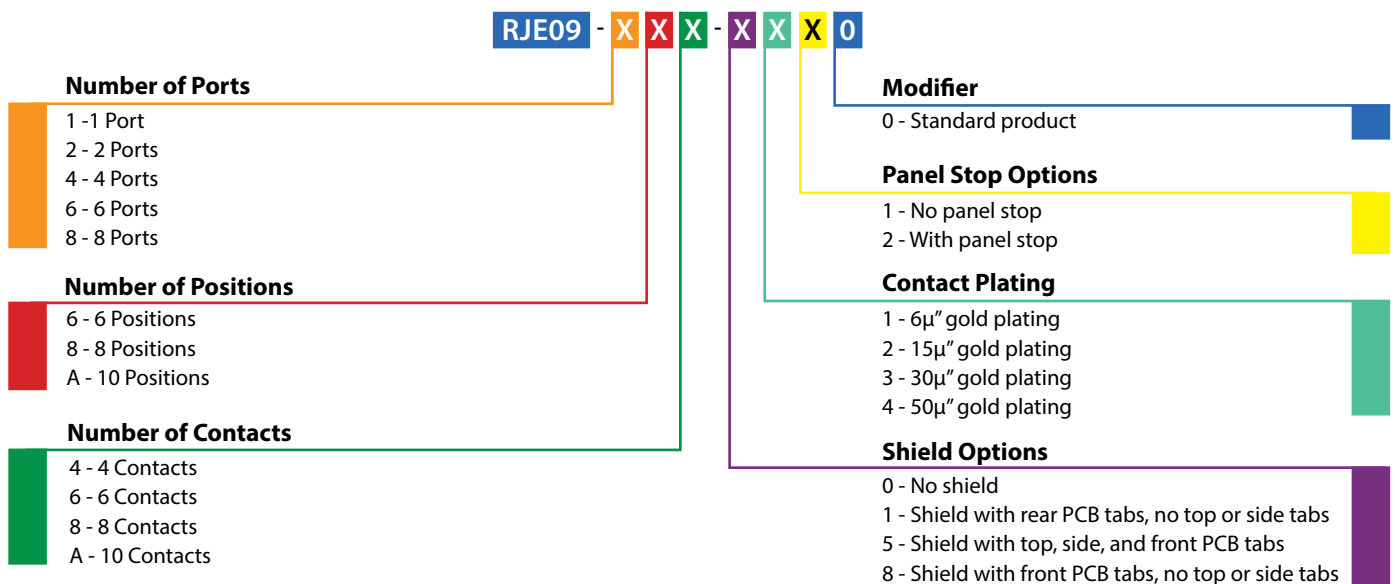 RJE09 - X X X - X X X 0
Number of Ports
1 -1 Port
2 - 2 Ports
4 - 4 Ports
6 - 6 Ports
8 - 8 Ports
Number of Positions
6 - 6 Positions
8 - 8 Positions
A - 10 Positions
Number of Contacts
4 - 4 Contacts
6 - 6 Contacts
8 - 8 Contacts
A - 10 Contacts
Modifier
0 - Standard product
Panel Stop Options
1 - No panel stop
2 - With panel stop
Contact Plating
1 - 6µ” gold plating
2 - 15µ” gold plating
3 - 30µ” gold plating
4 - 50µ” gold plating
Shield Options
0 - No shield
1 - Shield with rear PCB tabs, no top or side tabs
5 - Shield with top, side, and front PCB tabs
8 - Shield with front PCB tabs, no top or side tabs